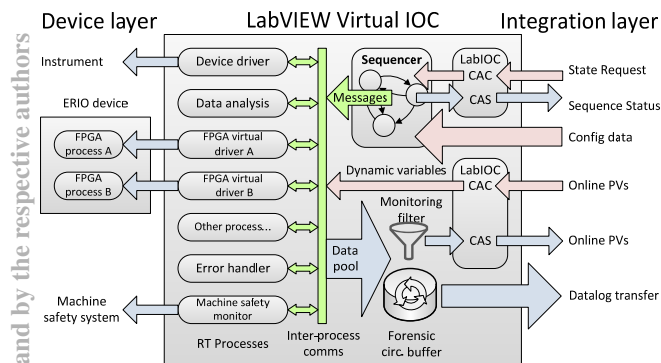 Device layer
LabVIEW Virtual IOC
Integration layer
Instrument
ERIO device
FPGA
process A
FPGA
process B
Machine
safety system
Device driver
Data analysis
FPGA virtual
driver A
FPGA virtual
driver B
Other process...
Error handler
Machine safety
monitor
RT Processes
Inter-process
comms
Sequencer
Messages
LabIOC
CAC
CAS
Dynamic variables
LabIOC
CAC
CAS
Monitoring
filter
Data
pool
Forensic
circ. buffer
State Request
Sequence Status
Config data
Online PVs
Online PVs
Datalog transfer
and by the respective authors